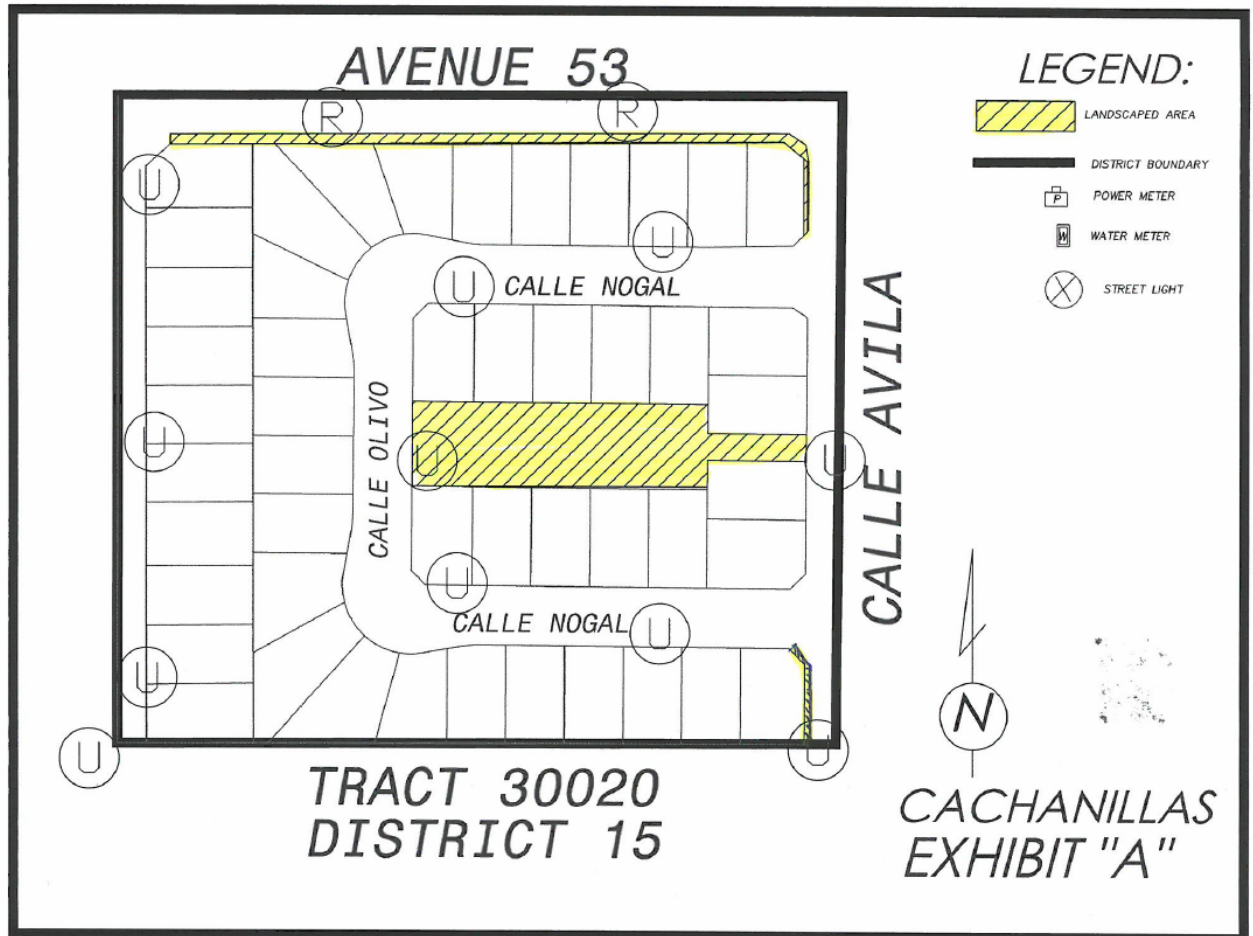 AVENUE 53
LEGEND:
LANDSCAPED AREA
DISTRICT BOUNDARY
P
POWER METER
W
WATER METER
X
STREET LIGHT
R
R
U
U
U
CALLE NOGAL
CALLE AVILA
CALLE OLIVO
U
U
U
U
CALLE NOGAL
U
U
U
U
N
TRACT 30020
DISTRICT 15
CACHANILLAS
EXHIBIT "A"